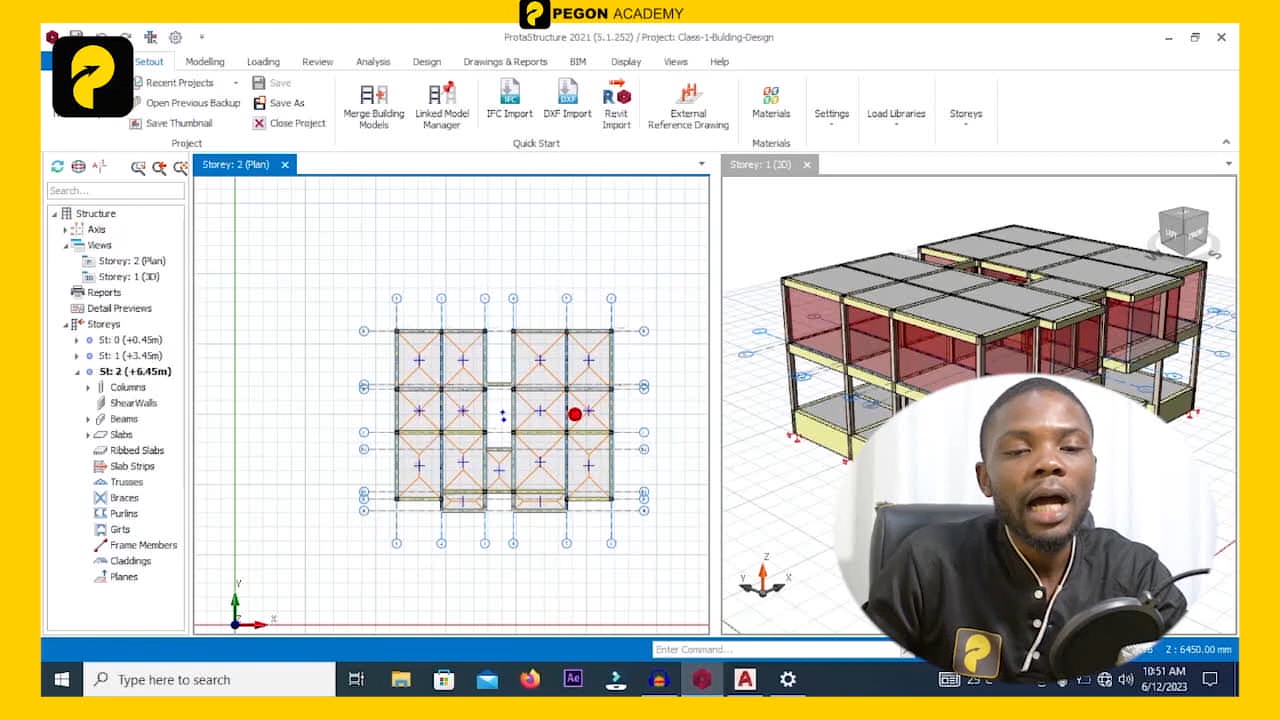 PEGON ACADEMY
ProtaStructure 2021 (5.1.252) / Project: Class-1-Bulding-Design
Setout Modelling Loading Review Analysis Design Drawings & Reports BIM Display Views Help
Recent Projects Save
Open Previous Backup Save As
Save Thumbnail Close Project
Project
Merge Building Models
Linked Model Manager
IFC Import
DXF Import
Revit Import
External Reference Drawing
Quick Start
Materials
Materials
Settings
Load Libraries
Storeys
Storey: 2 (Plan)
Storey: 1 (3D)
Search...
Structure
Axis
Views
Storey: 2 (Plan)
Storey: 1 (3D)
Reports
Detail Previews
Storeys
St: 0 (+0.45m)
St: 1 (+3.45m)
St: 2 (+6.45m)
Columns
ShearWalls
Beams
Slabs
Ribbed Slabs
Slab Strips
Trusses
Braces
Purlins
Girts
Frame Members
Claddings
Planes
Y
X
Z
Y
X
LEFT
FRONT
W
S
Enter Command...
Z : 6450.00 mm
Type here to search
Ae
A
10:51 AM
6/12/2023